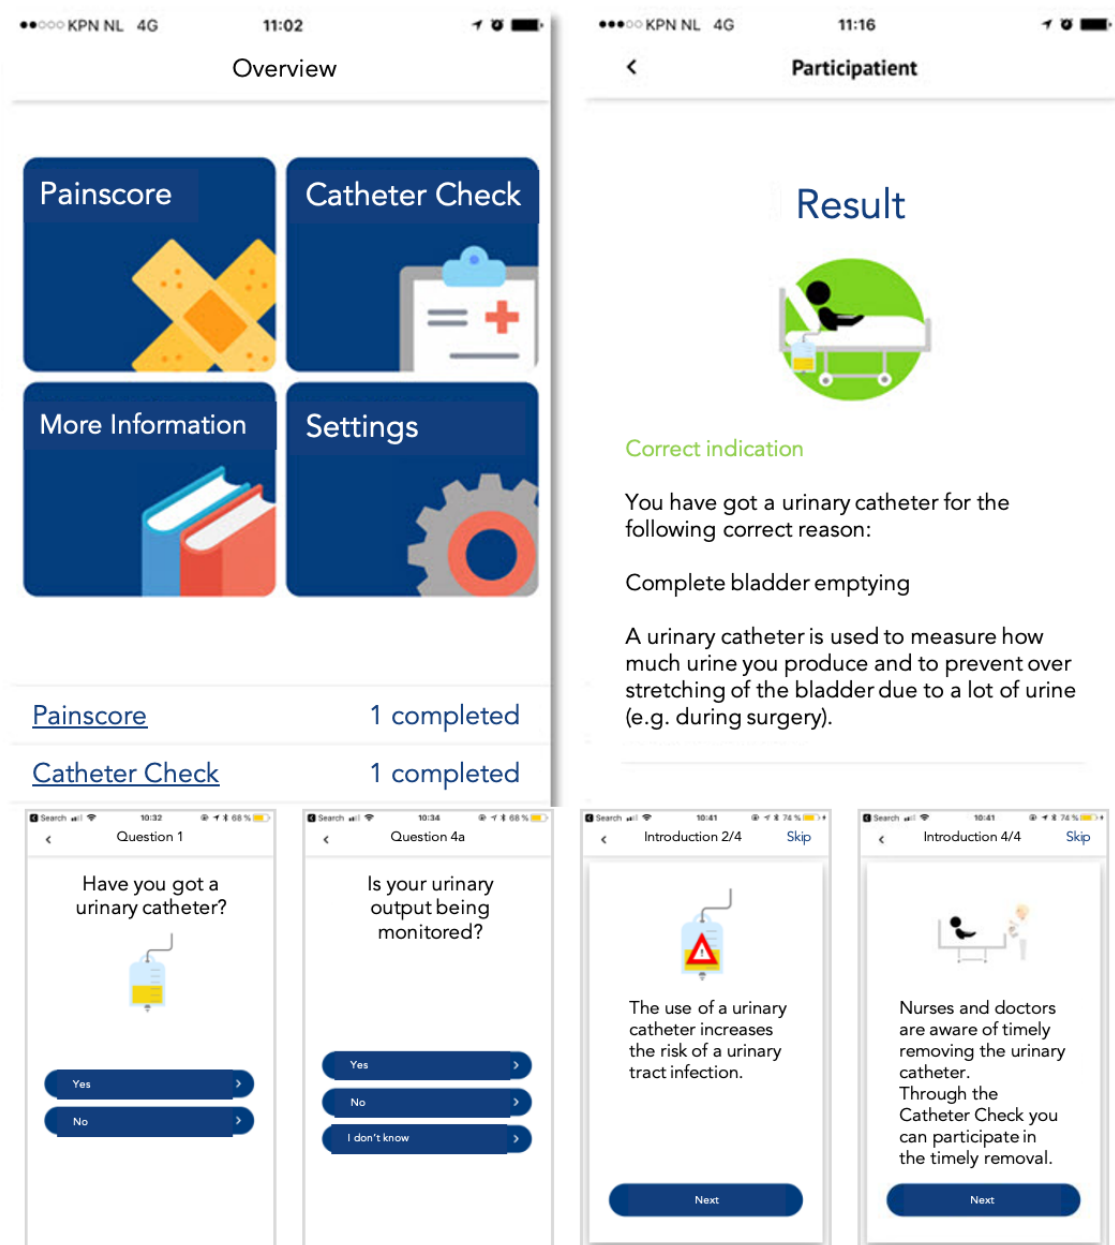 KPN NL 4G 11:02
Overview
Painscore
Catheter Check
More Information
Settings
Painscore 1 completed
Catheter Check 1 completed
KPN NL 4G 11:16
Participatient
Result
Correct indication
You have got a urinary catheter for the
following correct reason:
Complete bladder emptying
A urinary catheter is used to measure how
much urine you produce and to prevent over
stretching of the bladder due to a lot of urine
(e.g. during surgery).
Search 10:32 68 %
Question 1
Have you got a
urinary catheter?
Yes
No
Search 10:34 68 %
Question 4a
Is your urinary
output being
monitored?
Yes
No
I don't know
Search 10:41 74 %
Introduction 2/4 Skip
The use of a urinary
catheter increases
the risk of a urinary
tract infection.
Next
Search 10:41 74 %
Introduction 4/4 Skip
Nurses and doctors
are aware of timely
removing the urinary
catheter.
Through the
Catheter Check you
can participate in
the timely removal.
Next